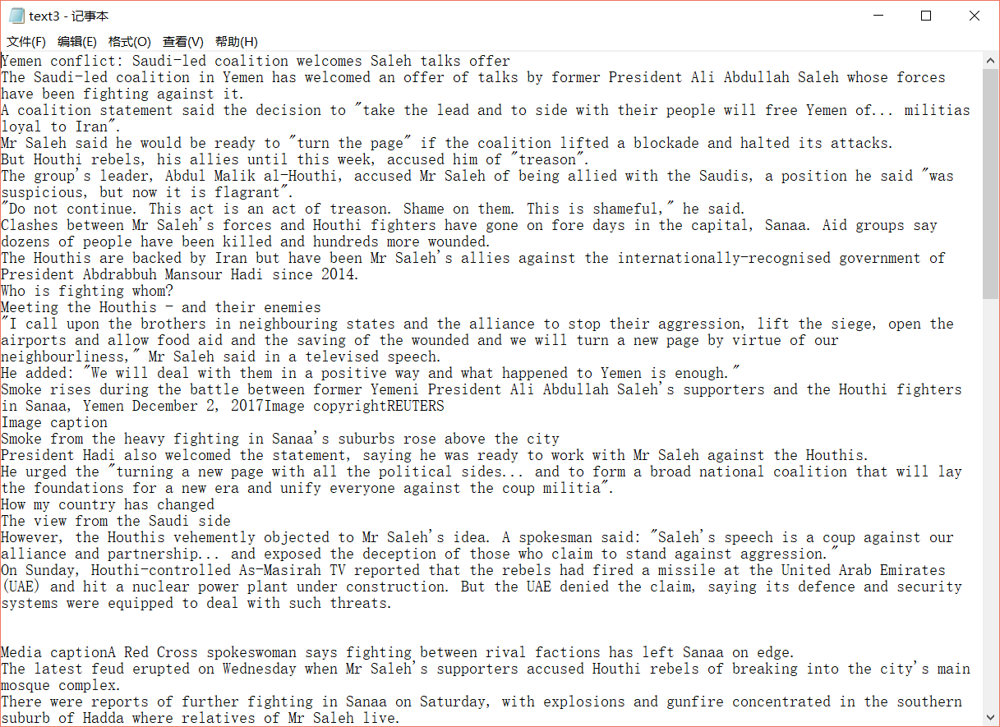 text3 - 记事本
文件(F) 编辑(E) 格式(O) 查看(V) 帮助(H)
Yemen conflict: Saudi-led coalition welcomes Saleh talks offer
The Saudi-led coalition in Yemen has welcomed an offer of talks by former President Ali Abdullah Saleh whose forces
have been fighting against it.
A coalition statement said the decision to "take the lead and to side with their people will free Yemen of... militias
loyal to Iran".
Mr Saleh said he would be ready to "turn the page" if the coalition lifted a blockade and halted its attacks.
But Houthi rebels, his allies until this week, accused him of "treason".
The group's leader, Abdul Malik al-Houthi, accused Mr Saleh of being allied with the Saudis, a position he said "was
suspicious, but now it is flagrant".
"Do not continue. This act is an act of treason. Shame on them. This is shameful," he said.
Clashes between Mr Saleh's forces and Houthi fighters have gone on fore days in the capital, Sanaa. Aid groups say
dozens of people have been killed and hundreds more wounded.
The Houthis are backed by Iran but have been Mr Saleh's allies against the internationally-recognised government of
President Abdrabbuh Mansour Hadi since 2014.
Who is fighting whom?
Meeting the Houthis - and their enemies
"I call upon the brothers in neighbouring states and the alliance to stop their aggression, lift the siege, open the
airports and allow food aid and the saving of the wounded and we will turn a new page by virtue of our
neighbourliness," Mr Saleh said in a televised speech.
He added: "We will deal with them in a positive way and what happened to Yemen is enough."
Smoke rises during the battle between former Yemeni President Ali Abdullah Saleh's supporters and the Houthi fighters
in Sanaa, Yemen December 2, 2017Image copyrightREUTERS
Image caption
Smoke from the heavy fighting in Sanaa's suburbs rose above the city
President Hadi also welcomed the statement, saying he was ready to work with Mr Saleh against the Houthis.
He urged the "turning a new page with all the political sides... and to form a broad national coalition that will lay
the foundations for a new era and unify everyone against the coup militia".
How my country has changed
The view from the Saudi side
However, the Houthis vehemently objected to Mr Saleh's idea. A spokesman said: "Saleh's speech is a coup against our
alliance and partnership... and exposed the deception of those who claim to stand against aggression."
On Sunday, Houthi-controlled As-Masirah TV reported that the rebels had fired a missile at the United Arab Emirates
(UAE) and hit a nuclear power plant under construction. But the UAE denied the claim, saying its defence and security
systems were equipped to deal with such threats.
Media captionA Red Cross spokeswoman says fighting between rival factions has left Sanaa on edge.
The latest feud erupted on Wednesday when Mr Saleh's supporters accused Houthi rebels of breaking into the city's main
mosque complex.
There were reports of further fighting in Sanaa on Saturday, with explosions and gunfire concentrated in the southern
suburb of Hadda where relatives of Mr Saleh live.